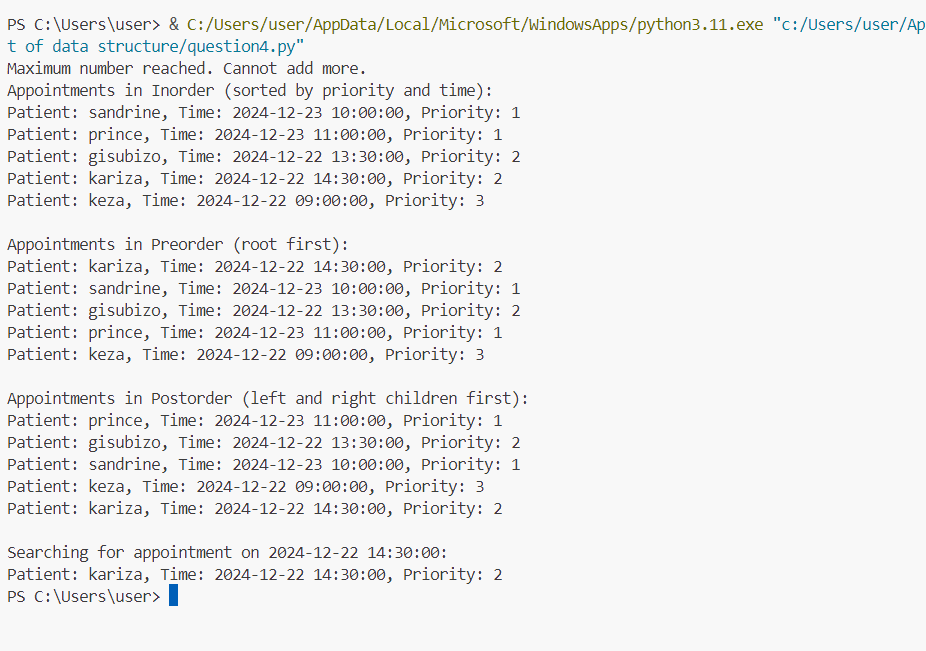 PS C:\Users\user> & C:/Users/user/AppData/Local/Microsoft/WindowsApps/python3.11.exe "c:/Users/user/Ap
t of data structure/question4.py"
Maximum number reached. Cannot add more.
Appointments in Inorder (sorted by priority and time):
Patient: sandrine, Time: 2024-12-23 10:00:00, Priority: 1
Patient: prince, Time: 2024-12-23 11:00:00, Priority: 1
Patient: gisubizo, Time: 2024-12-22 13:30:00, Priority: 2
Patient: kariza, Time: 2024-12-22 14:30:00, Priority: 2
Patient: keza, Time: 2024-12-22 09:00:00, Priority: 3

Appointments in Preorder (root first):
Patient: kariza, Time: 2024-12-22 14:30:00, Priority: 2
Patient: sandrine, Time: 2024-12-23 10:00:00, Priority: 1
Patient: gisubizo, Time: 2024-12-22 13:30:00, Priority: 2
Patient: prince, Time: 2024-12-23 11:00:00, Priority: 1
Patient: keza, Time: 2024-12-22 09:00:00, Priority: 3

Appointments in Postorder (left and right children first):
Patient: prince, Time: 2024-12-23 11:00:00, Priority: 1
Patient: gisubizo, Time: 2024-12-22 13:30:00, Priority: 2
Patient: sandrine, Time: 2024-12-23 10:00:00, Priority: 1
Patient: keza, Time: 2024-12-22 09:00:00, Priority: 3
Patient: kariza, Time: 2024-12-22 14:30:00, Priority: 2

Searching for appointment on 2024-12-22 14:30:00:
Patient: kariza, Time: 2024-12-22 14:30:00, Priority: 2
PS C:\Users\user>